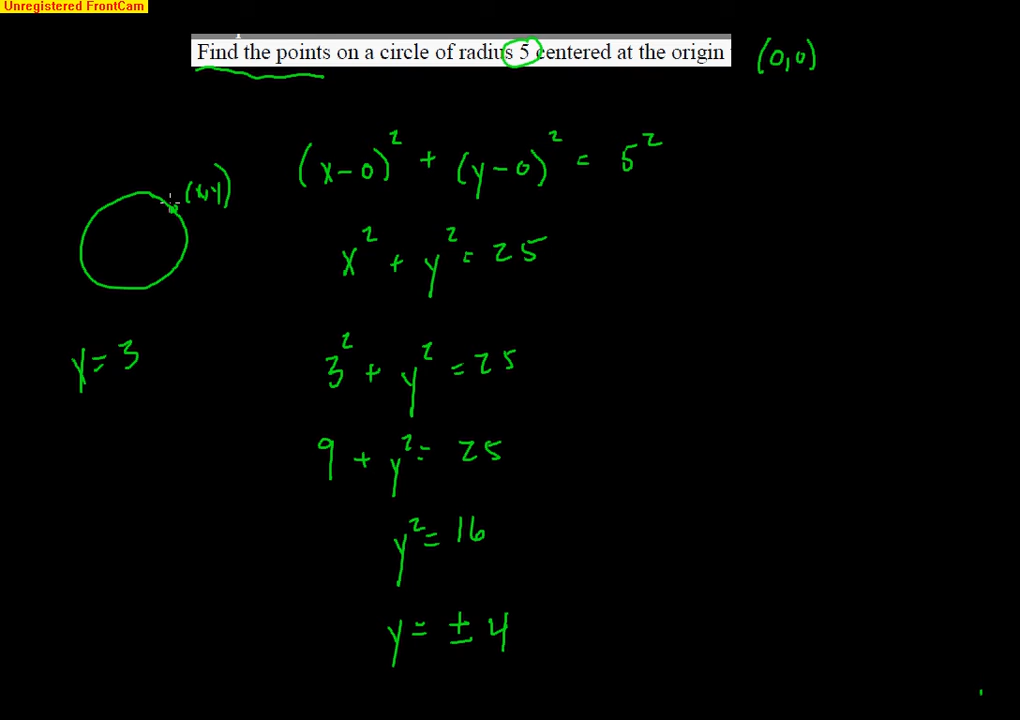 Unregistered FrontCam
Find the points on a circle of radius 5 centered at the origin (0,0)
(x-0)² + (y-0)² = 5²
(x,y)
x² + y² = 25
x = 3
3² + y² = 25
9 + y² = 25
y² = 16
y = ± 4